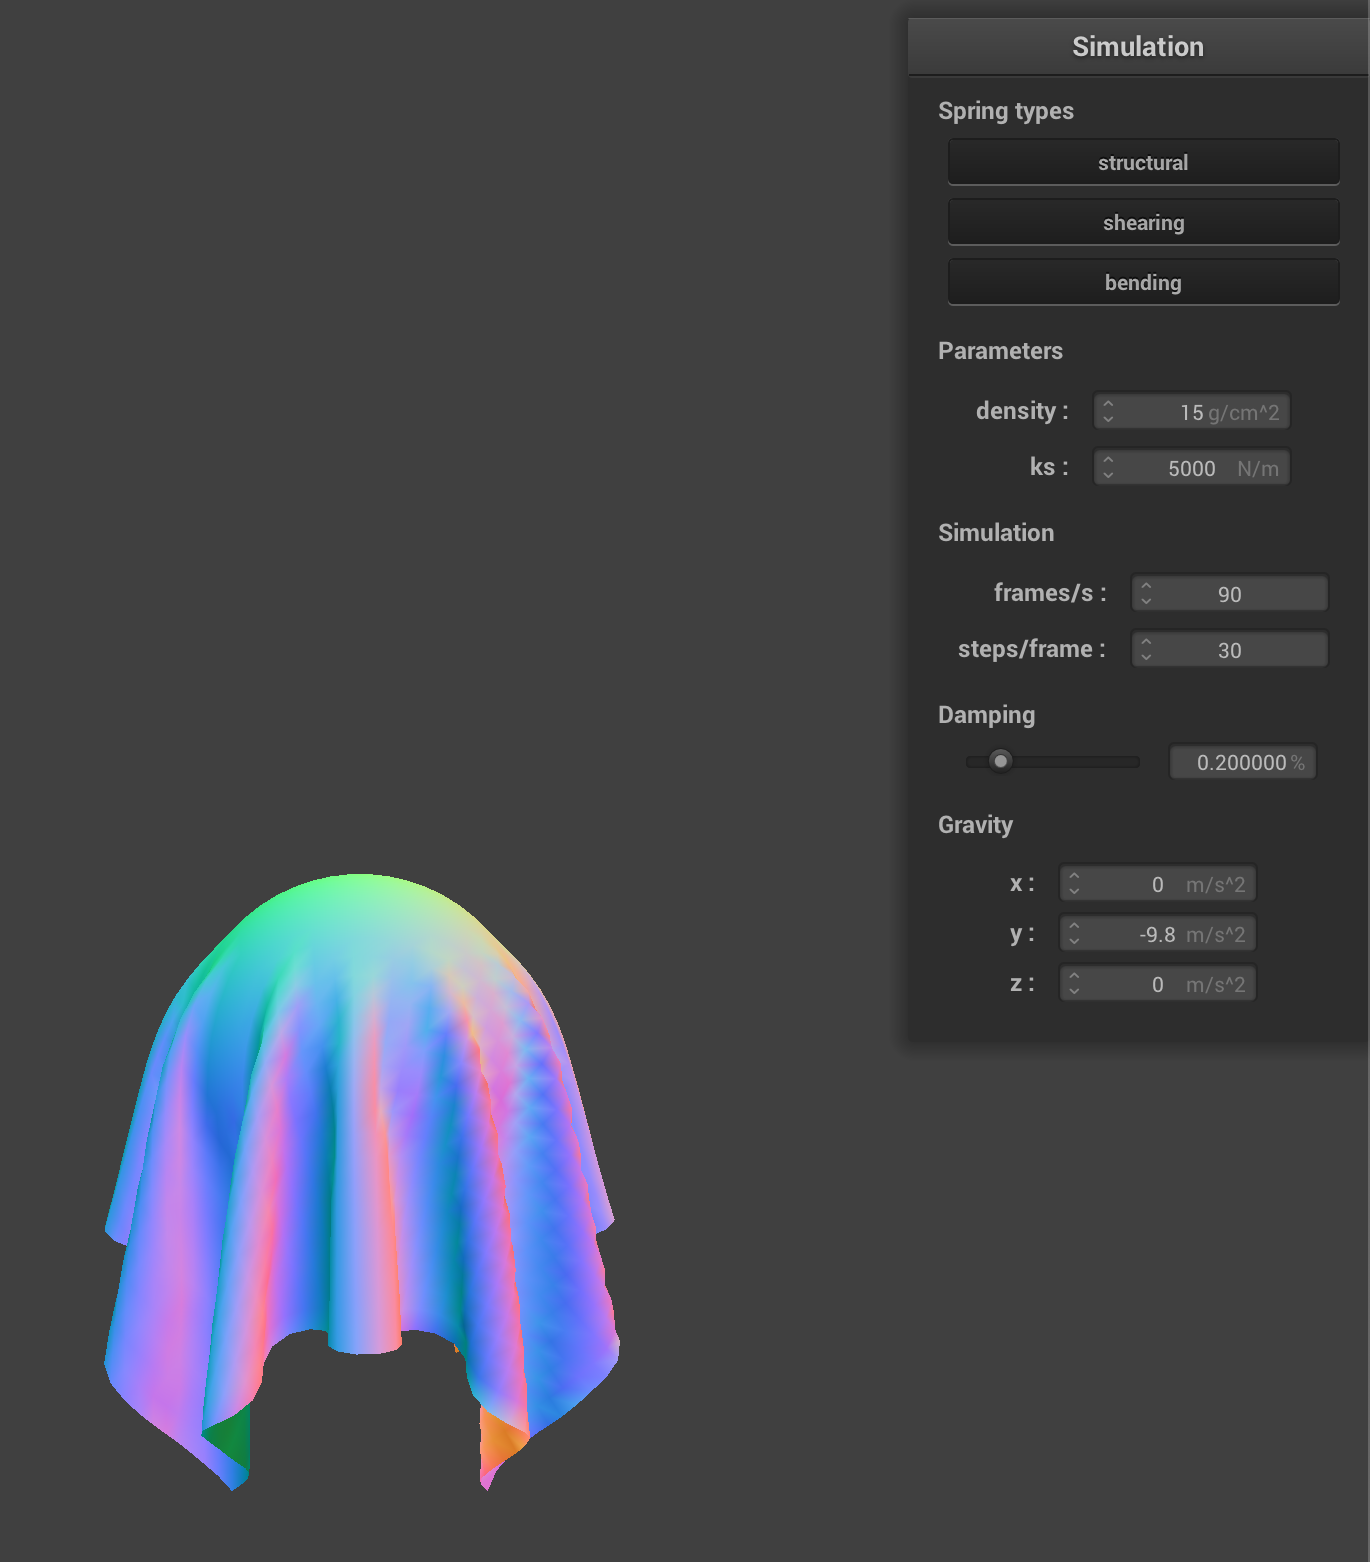 Simulation
Spring types
structural
shearing
bending
Parameters
density : 15 g/cm^2
ks : 5000 N/m
Simulation
frames/s : 90
steps/frame : 30
Damping
0.200000 %
Gravity
x : 0 m/s^2
y : -9.8 m/s^2
z : 0 m/s^2